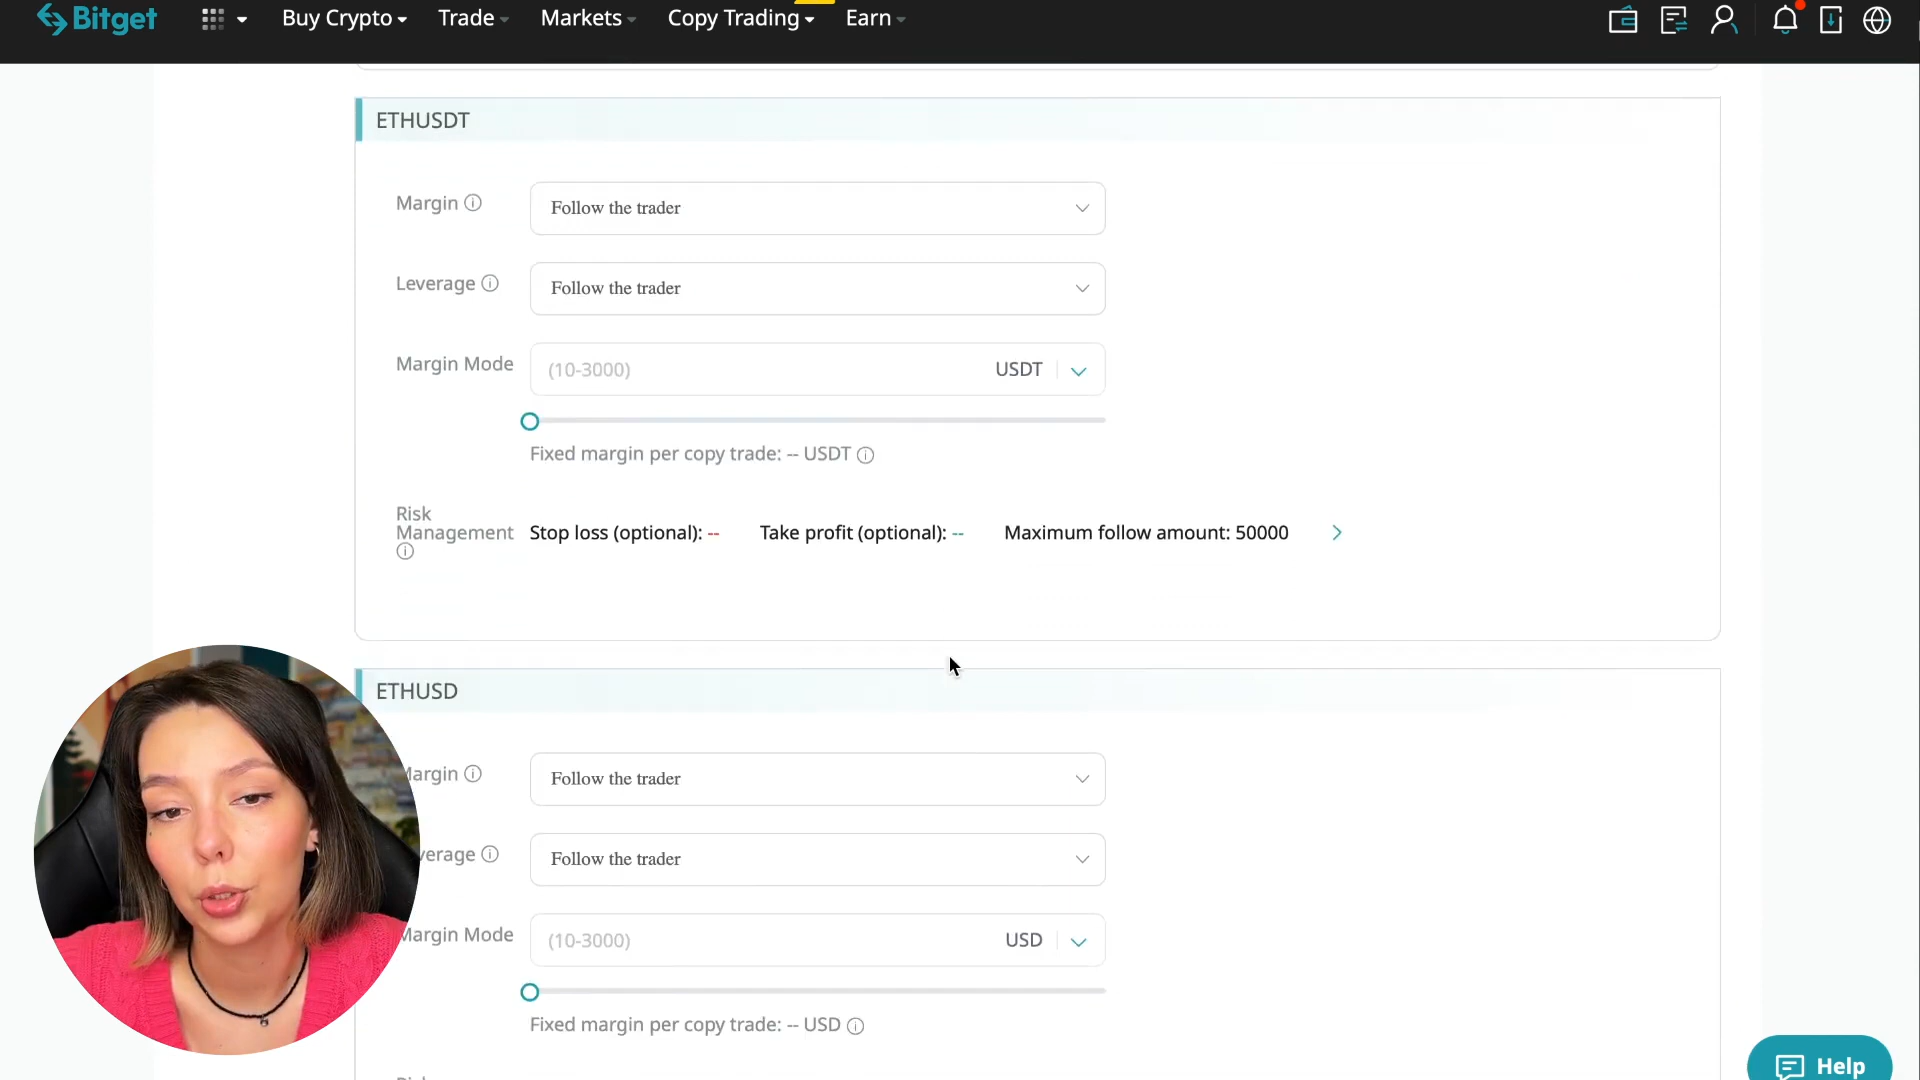 Bitget
Buy Crypto
Trade
Markets
Copy Trading
Earn
ETHUSDT
Margin
Follow the trader
Leverage
Follow the trader
Margin Mode
(10-3000)
USDT
Fixed margin per copy trade: -- USDT
Risk
Management
Stop loss (optional): --
Take profit (optional): --
Maximum follow amount: 50000
ETHUSD
Margin
Follow the trader
verage
Follow the trader
Margin Mode
(10-3000)
USD
Fixed margin per copy trade: -- USD
Help